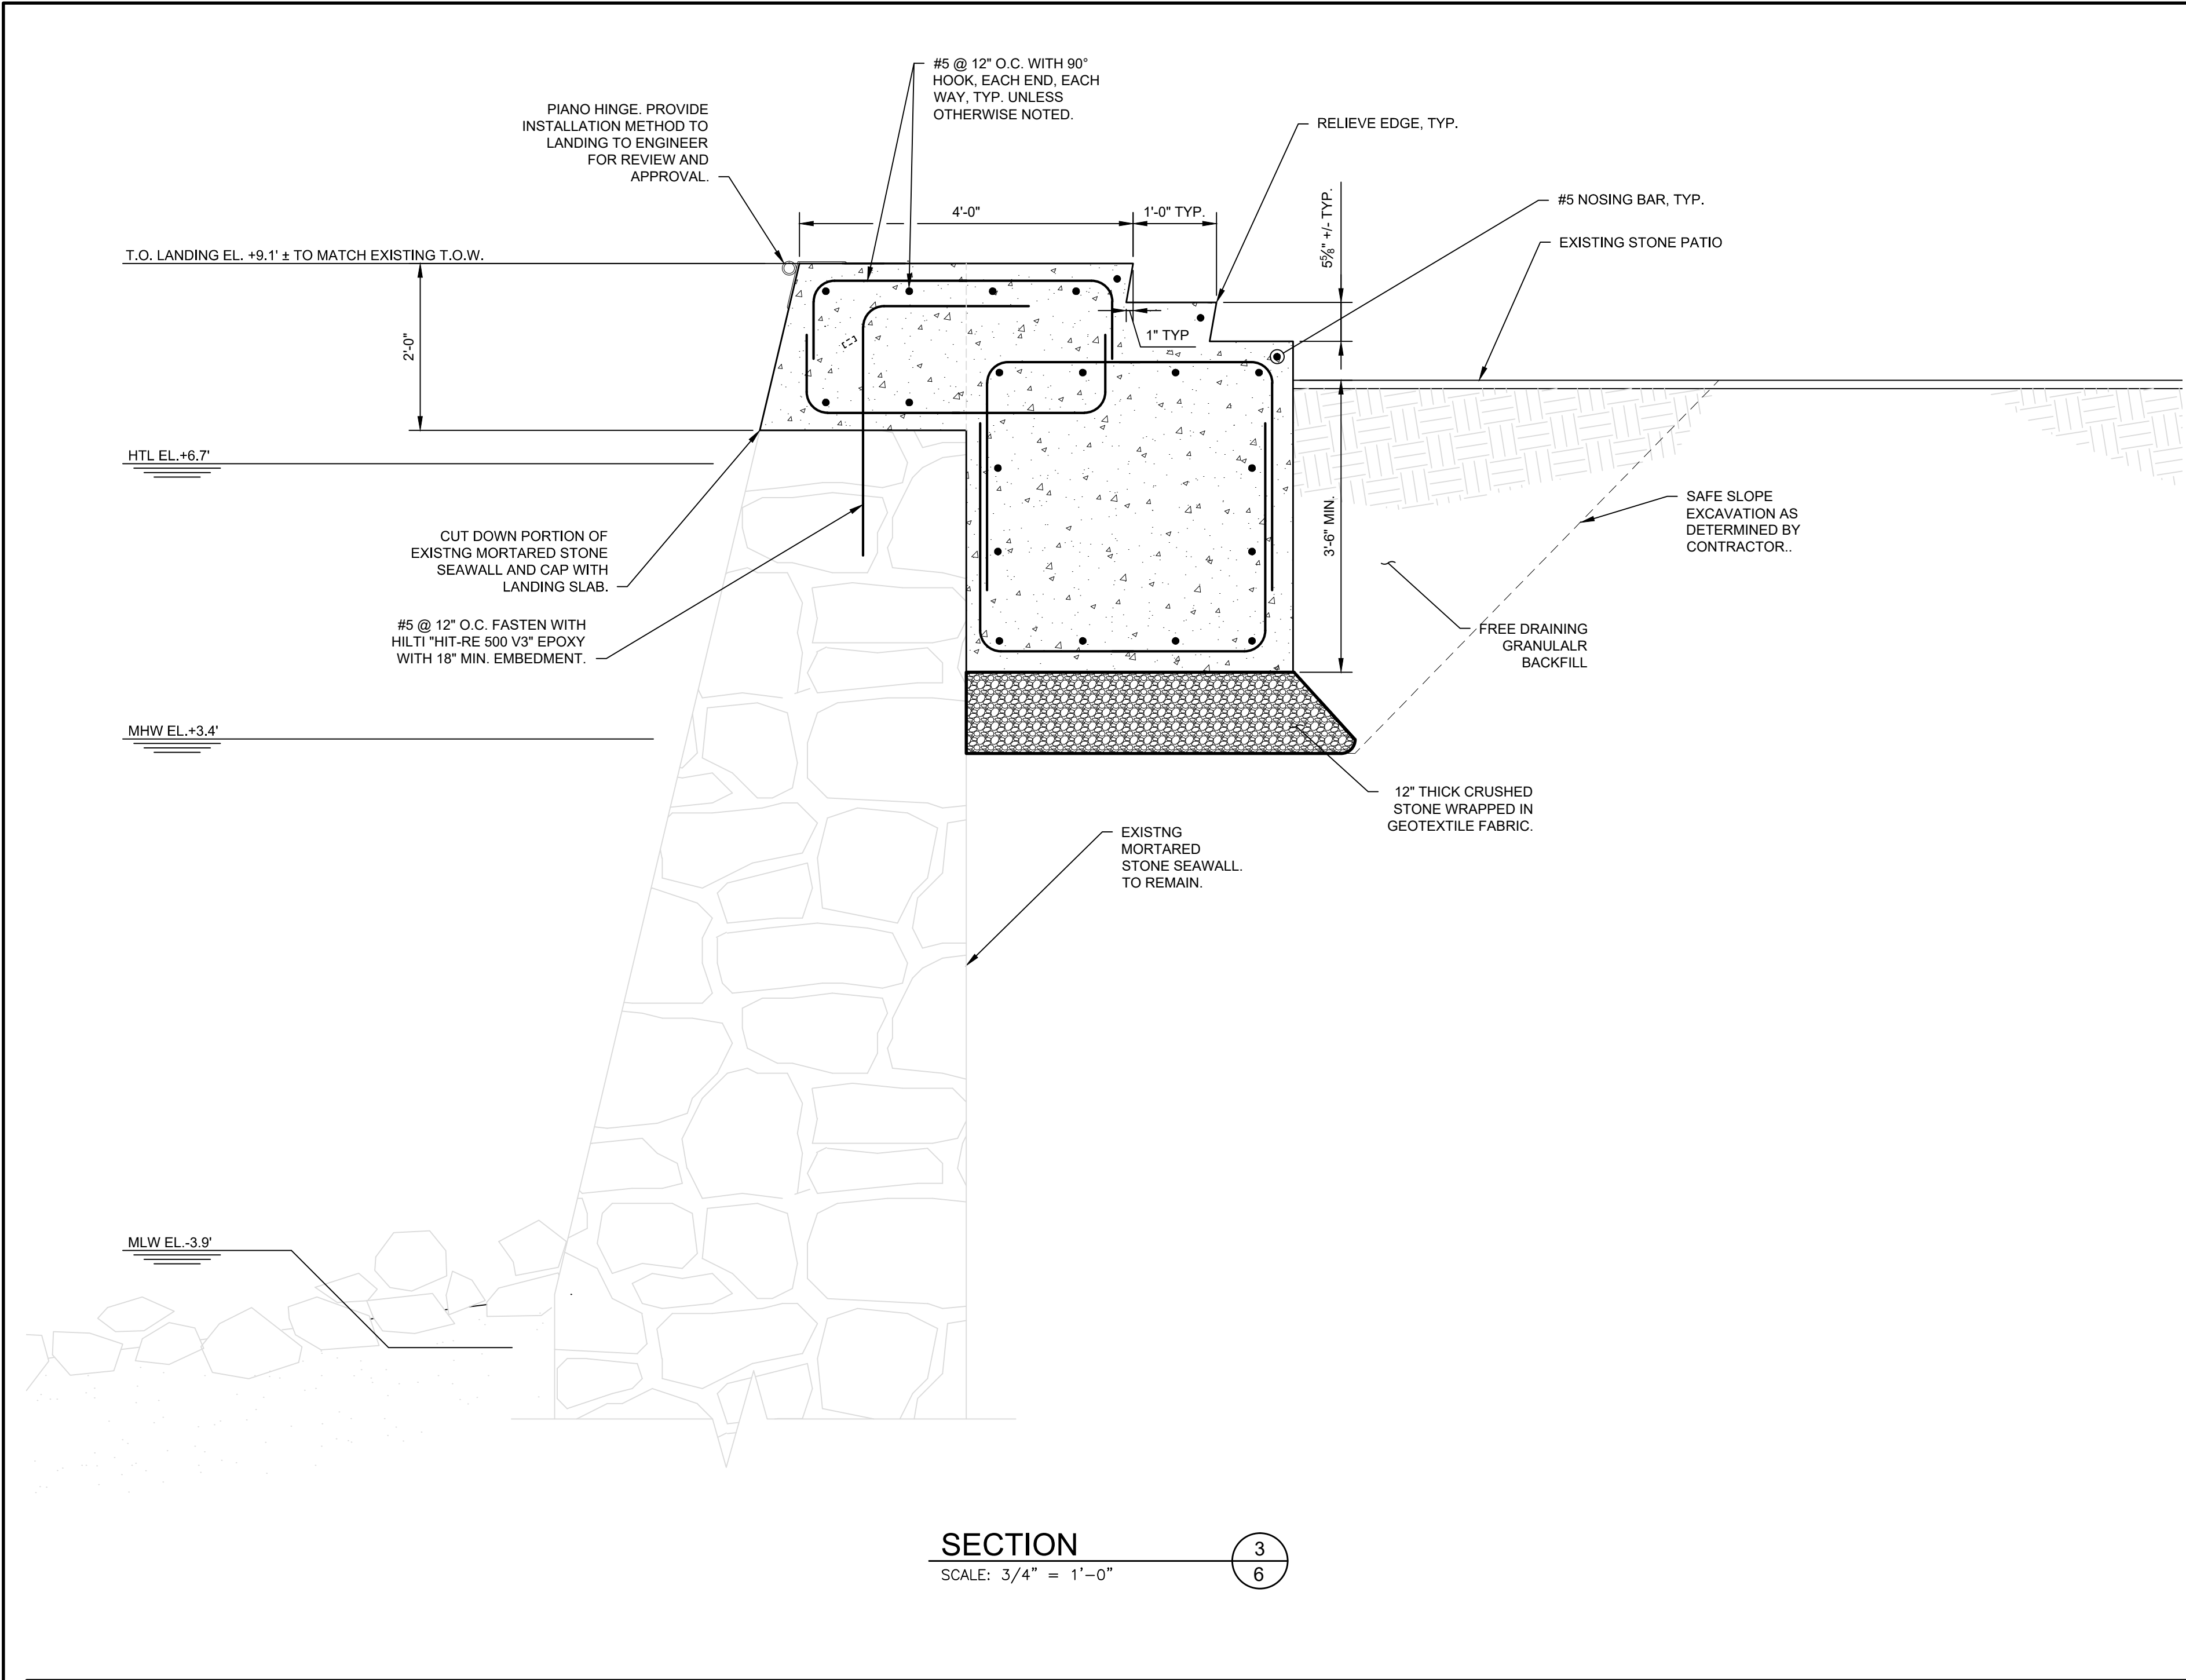 #5 @ 12" O.C. WITH 90°
HOOK, EACH END, EACH
WAY, TYP. UNLESS
OTHERWISE NOTED.
PIANO HINGE. PROVIDE
INSTALLATION METHOD TO
LANDING TO ENGINEER
FOR REVIEW AND
APPROVAL.
RELIEVE EDGE, TYP.
#5 NOSING BAR, TYP.
EXISTING STONE PATIO
4'-0"
1'-0" TYP.
5⅝" +/- TYP.
T.O. LANDING EL. +9.1' ± TO MATCH EXISTING T.O.W.
2'-0"
1" TYP
HTL EL.+6.7'
3'-6" MIN.
SAFE SLOPE
EXCAVATION AS
DETERMINED BY
CONTRACTOR..
CUT DOWN PORTION OF
EXISTNG MORTARED STONE
SEAWALL AND CAP WITH
LANDING SLAB.
#5 @ 12" O.C. FASTEN WITH
HILTI "HIT-RE 500 V3" EPOXY
WITH 18" MIN. EMBEDMENT.
FREE DRAINING
GRANULALR
BACKFILL
MHW EL.+3.4'
12" THICK CRUSHED
STONE WRAPPED IN
GEOTEXTILE FABRIC.
EXISTNG
MORTARED
STONE SEAWALL.
TO REMAIN.
MLW EL.-3.9'
SECTION
SCALE: 3/4" = 1'-0"
3
6